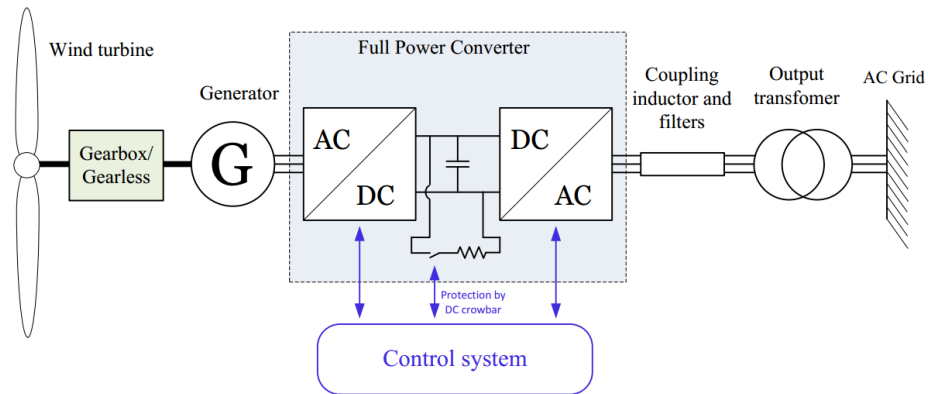 Full Power Converter
Wind turbine
Generator
Coupling
inductor and
filters
Output
transfomer
AC Grid
Gearbox/
Gearless
G
AC
DC
DC
AC
Protection by
DC crowbar
Control system